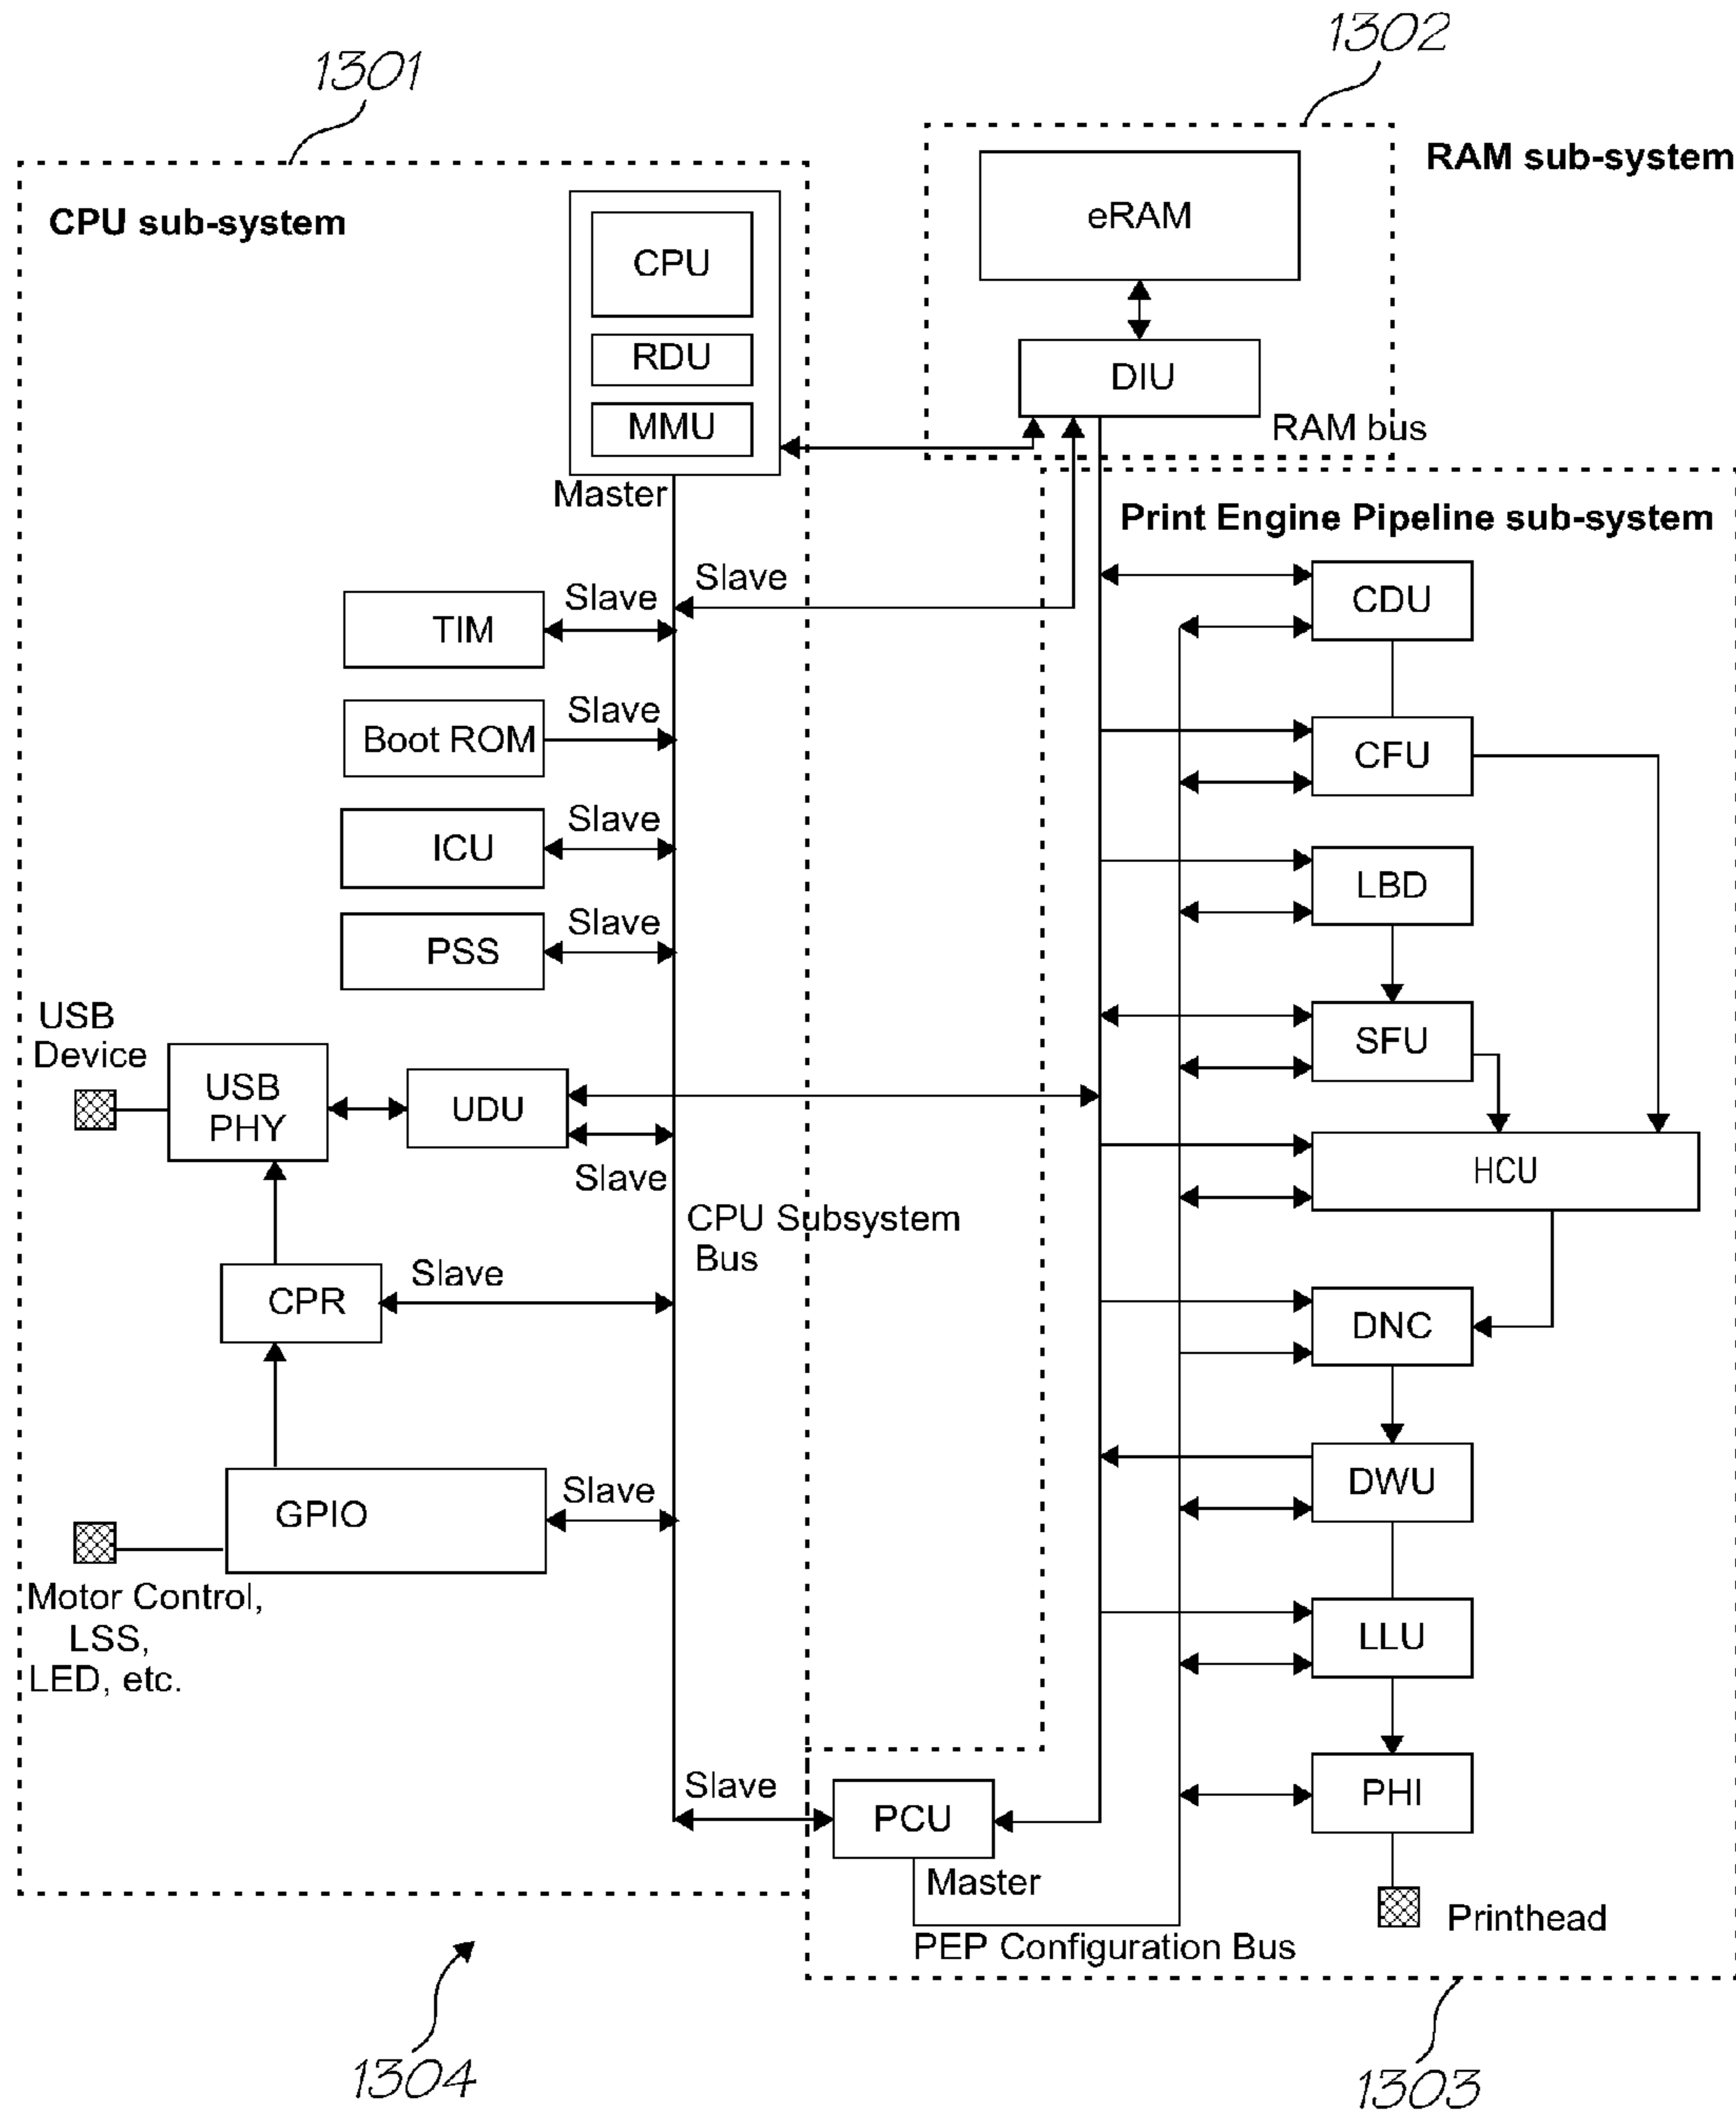 1301
1302
RAM sub-system
CPU sub-system
CPU
RDU
MMU
Master
eRAM
DIU
RAM bus
Print Engine Pipeline sub-system
Slave
Slave
TIM
Slave
Boot ROM
Slave
ICU
Slave
PSS
USB
Device
USB
PHY
UDU
Slave
CPU Subsystem
Bus
CPR
Slave
GPIO
Slave
Motor Control,
LSS,
LED, etc.
CDU
CFU
LBD
SFU
HCU
DNC
DWU
LLU
PHI
Slave
PCU
Master
Printhead
PEP Configuration Bus
1304
1303